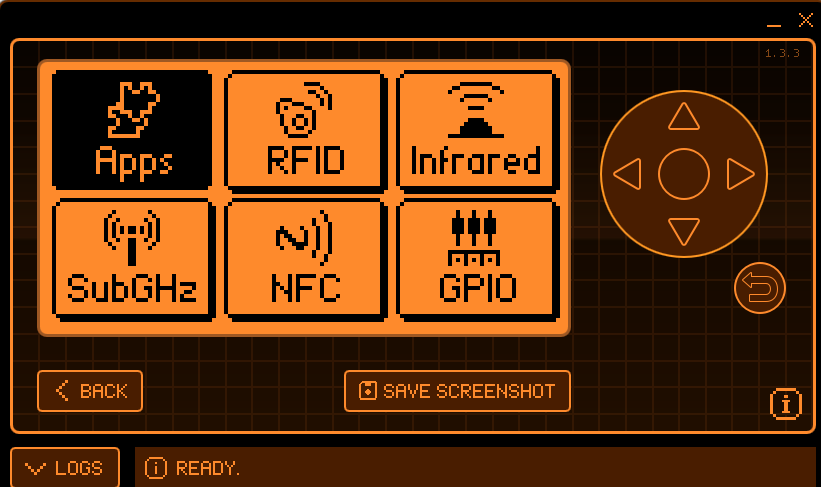 1.3.3
Apps
RFID
Infrared
SubGHz
NFC
GPIO
BACK
SAVE SCREENSHOT
LOGS
READY.